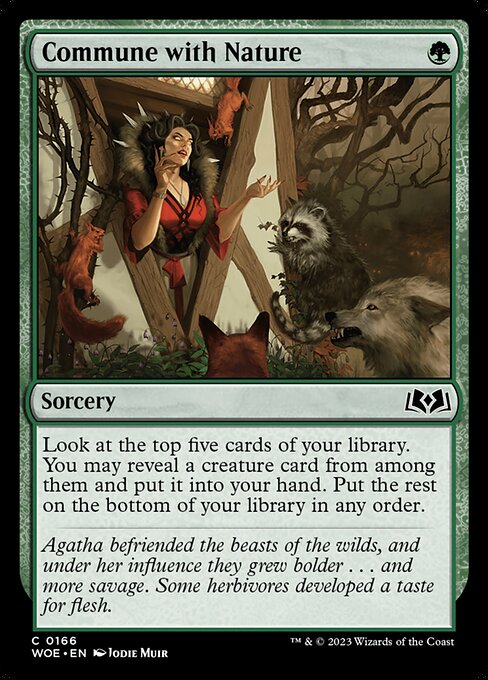 Commune with Nature
Sorcery
Look at the top five cards of your library.
You may reveal a creature card from among
them and put it into your hand. Put the rest
on the bottom of your library in any order.
Agatha befriended the beasts of the wilds, and
under her influence they grew bolder . . . and
more savage. Some herbivores developed a taste
for flesh.
C 0166
WOE • EN Jodie Muir
™ & © 2023 Wizards of the Coast